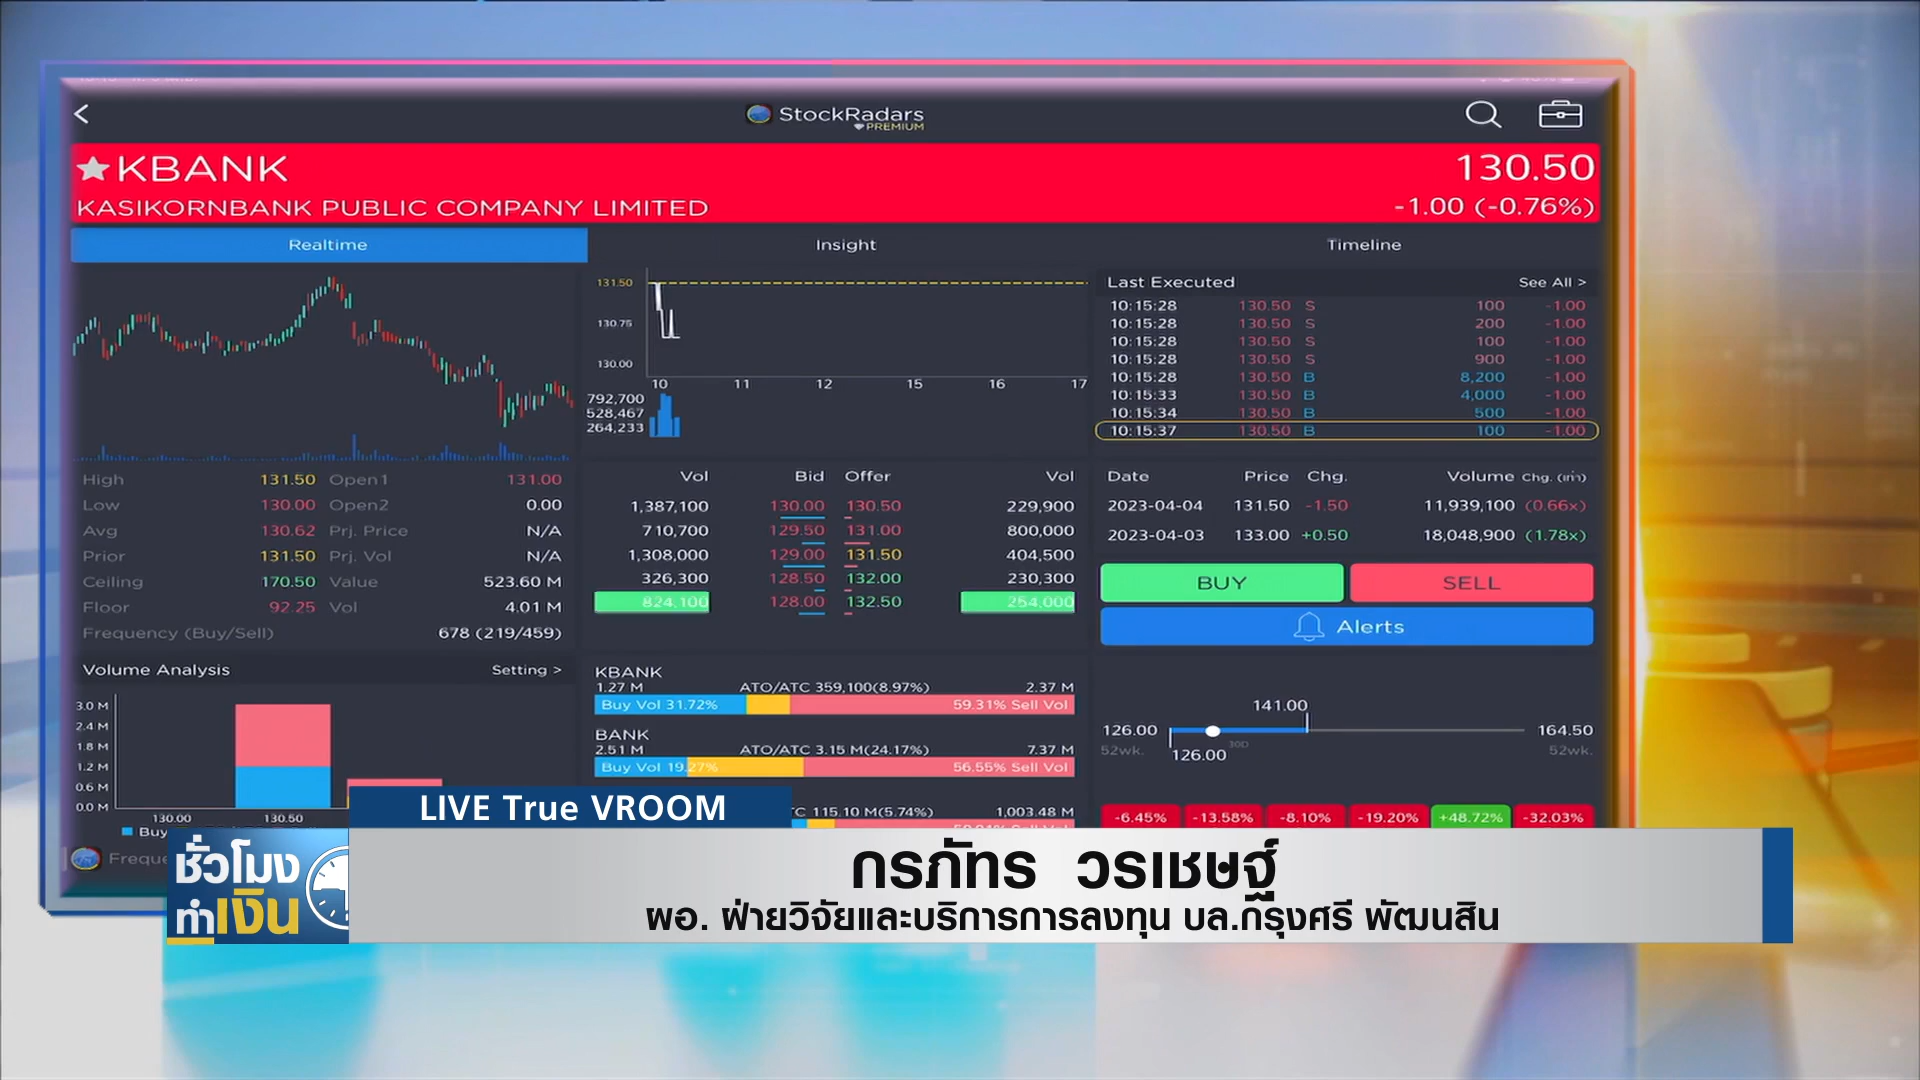 StockRadars
PREMIUM
KBANK
130.50
KASIKORNBANK PUBLIC COMPANY LIMITED
-1.00 (-0.76%)
Realtime
Insight
Timeline
131.50
130.75
130.00
10 11 12 15 16 17
792,700
528,467
264,233
Last Executed See All >
10:15:28 130.50 S 100 -1.00
10:15:28 130.50 S 200 -1.00
10:15:28 130.50 S 100 -1.00
10:15:28 130.50 S 900 -1.00
10:15:28 130.50 B 8,200 -1.00
10:15:33 130.50 B 4,000 -1.00
10:15:34 130.50 B 500 -1.00
10:15:37 130.50 B 100 -1.00
High 131.50 Open1 131.00
Low 130.00 Open2 0.00
Avg 130.62 Prj. Price N/A
Prior 131.50 Prj. Vol N/A
Ceiling 170.50 Value 523.60 M
Floor 92.25 Vol 4.01 M
Frequency (Buy/Sell) 678 (219/459)
Vol Bid Offer Vol
1,387,100 130.00 130.50 229,900
710,700 129.50 131.00 800,000
1,308,000 129.00 131.50 404,500
326,300 128.50 132.00 230,300
824,100 128.00 132.50 254,000
Date Price Chg. Volume Chg. (เท่า)
2023-04-04 131.50 -1.50 11,939,100 (0.66x)
2023-04-03 133.00 +0.50 18,048,900 (1.78x)
BUY SELL
Alerts
Volume Analysis Setting >
3.0 M
2.4 M
1.8 M
1.2 M
0.6 M
0.0 M
130.00 130.50
Buy
KBANK
1.27 M ATO/ATC 359,100(8.97%) 2.37 M
Buy Vol 31.72% 59.31% Sell Vol
BANK
2.51 M ATO/ATC 3.15 M(24.17%) 7.37 M
Buy Vol 19.27% 56.55% Sell Vol
TC 115.10 M(5.74%) 1,003.48 M
141.00
126.00 164.50
52wk. 30D 52wk.
126.00
-6.45% -13.58% -8.10% -19.20% +48.72% -32.03%
Freque
LIVE True VROOM
ชั่วโมง
ทำเงิน
กรภัทร วรเชษฐ์
ผอ. ฝ่ายวิจัยและบริการการลงทุน บล.กรุงศรี พัฒนสิน